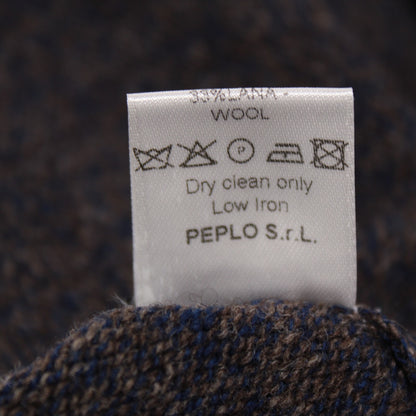 33% LANA -
WOOL
P
Dry clean only
Low Iron
PEPLO S.r.L.